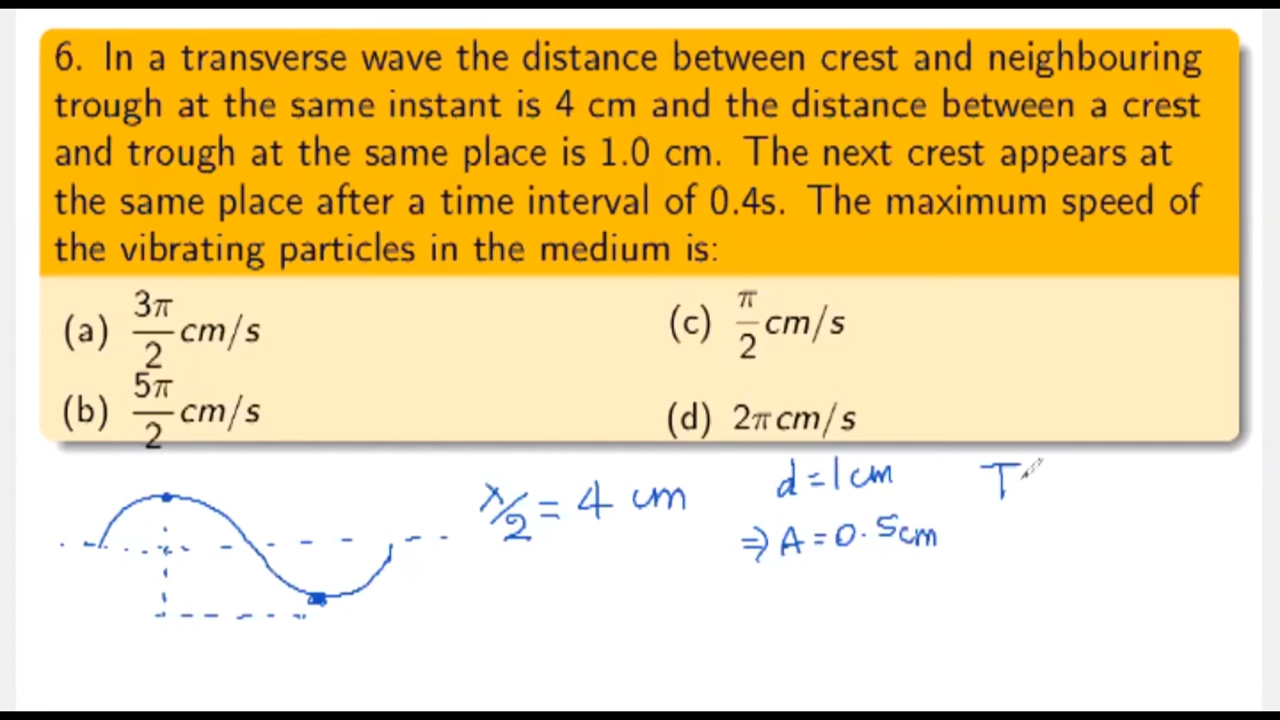 6. In a transverse wave the distance between crest and neighbouring
trough at the same instant is 4 cm and the distance between a crest
and trough at the same place is 1.0 cm. The next crest appears at
the same place after a time interval of 0.4s. The maximum speed of
the vibrating particles in the medium is:
(a) 3π/2 cm/s
(c) π/2 cm/s
(b) 5π/2 cm/s
(d) 2π cm/s
λ/2 = 4 cm
d = 1 cm
T
⇒ A = 0.5cm